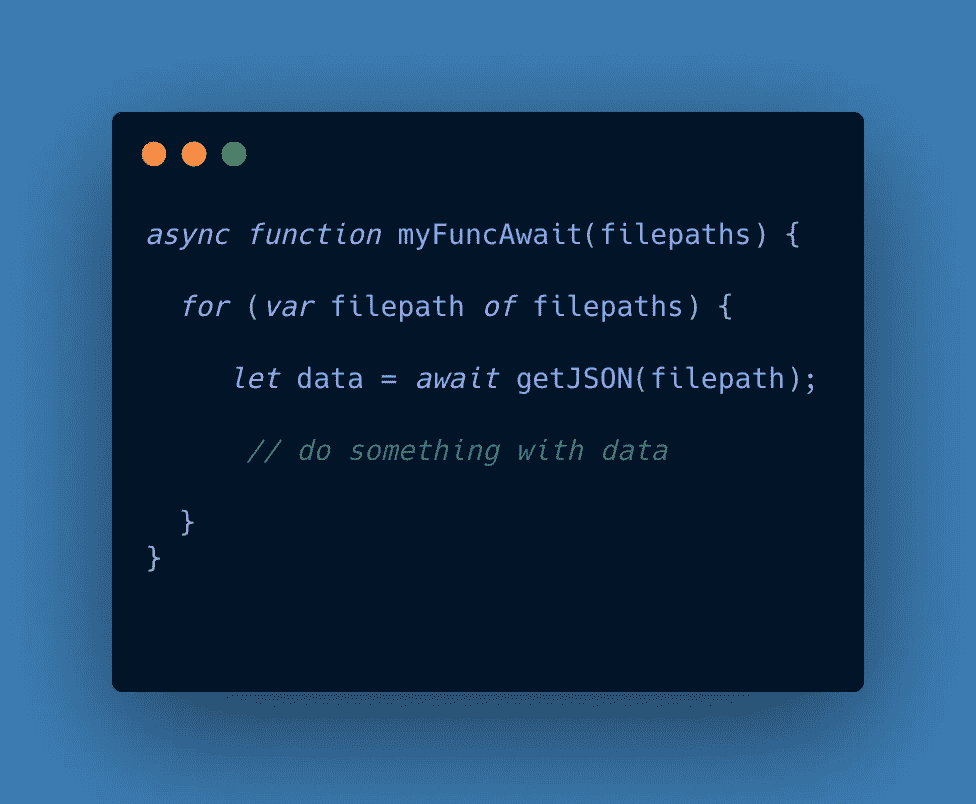 async function myFuncAwait(filepaths) {
for (var filepath of filepaths) {
let data = await getJSON(filepath);
// do something with data
}
}